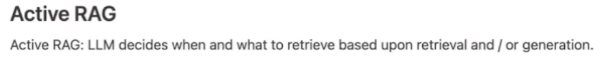 Active RAG
Active RAG: LLM decides when and what to retrieve based upon retrieval and / or generation.